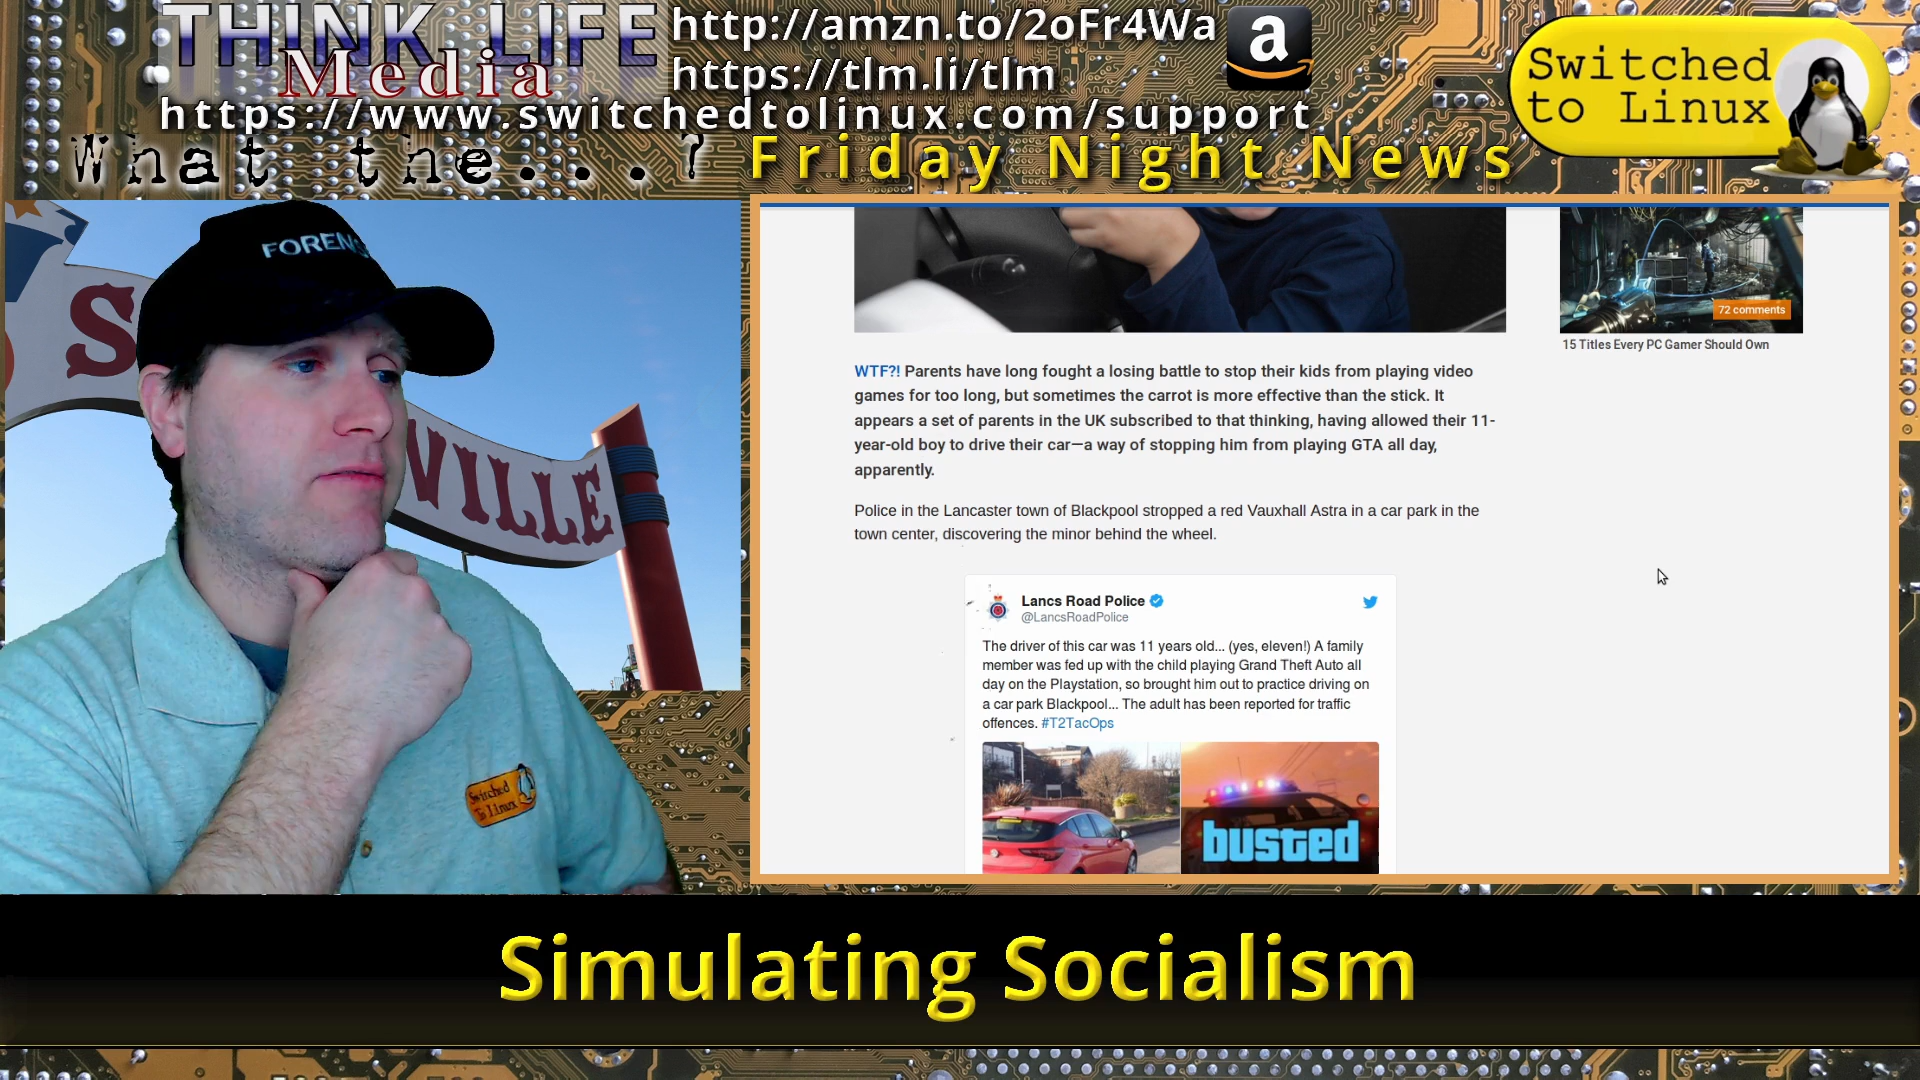 THINK LIFE
Media
http://amzn.to/2oFr4Wa
a
https://tlm.li/tlm
https://www.switchedtolinux.com/support
Switched
to Linux
What the...?
Friday Night News
FOREN
S
VILLE
Switched
To Linux
72 comments
15 Titles Every PC Gamer Should Own
WTF?! Parents have long fought a losing battle to stop their kids from playing video
games for too long, but sometimes the carrot is more effective than the stick. It
appears a set of parents in the UK subscribed to that thinking, having allowed their 11-
year-old boy to drive their car—a way of stopping him from playing GTA all day,
apparently.
Police in the Lancaster town of Blackpool stropped a red Vauxhall Astra in a car park in the
town center, discovering the minor behind the wheel.
Lancs Road Police
@LancsRoadPolice
The driver of this car was 11 years old... (yes, eleven!) A family
member was fed up with the child playing Grand Theft Auto all
day on the Playstation, so brought him out to practice driving on
a car park Blackpool... The adult has been reported for traffic
offences. #T2TacOps
busted
Simulating Socialism